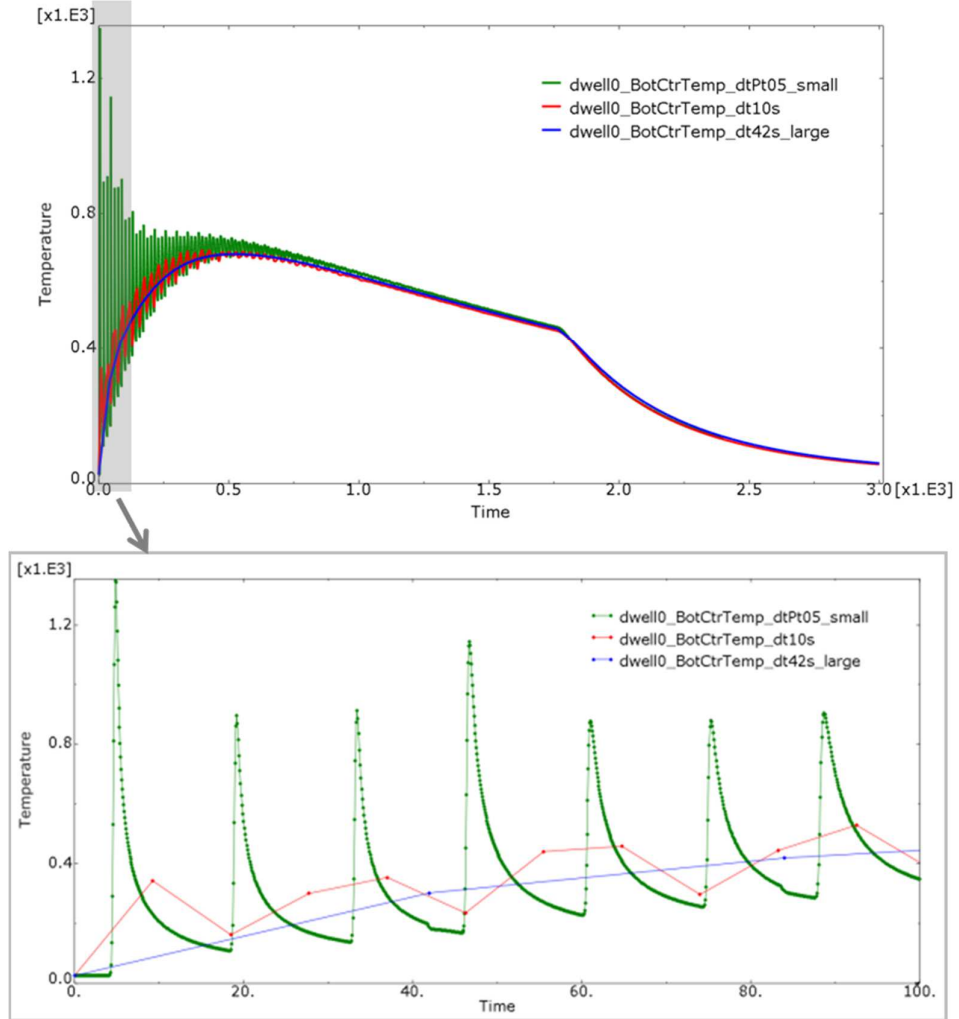 [x1.E3]
1.2
0.8
0.4
0.0
Temperature
dwell0_BotCtrTemp_dtPt05_small
dwell0_BotCtrTemp_dt10s
dwell0_BotCtrTemp_dt42s_large
0.0 0.5 1.0 1.5 2.0 2.5 3.0 [x1.E3]
Time
[x1.E3]
1.2
0.8
0.4
0.0
Temperature
dwell0_BotCtrTemp_dtPt05_small
dwell0_BotCtrTemp_dt10s
dwell0_BotCtrTemp_dt42s_large
0. 20. 40. 60. 80. 100.
Time